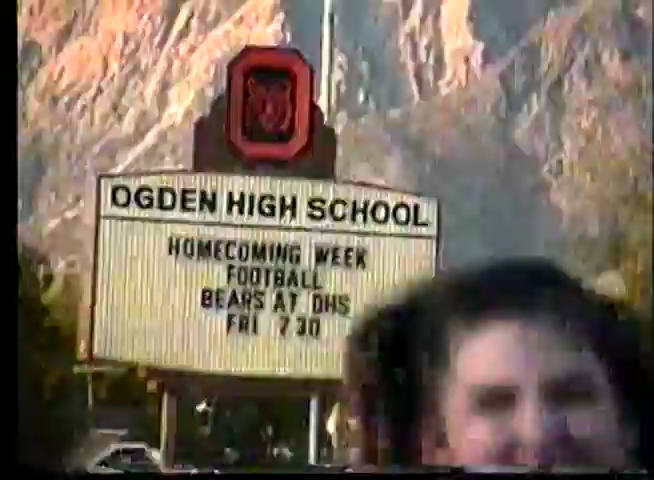 OGDEN HIGH SCHOOL
HOMECOMING WEEK
FOOTBALL
BEARS AT OHS
FRI 7 30